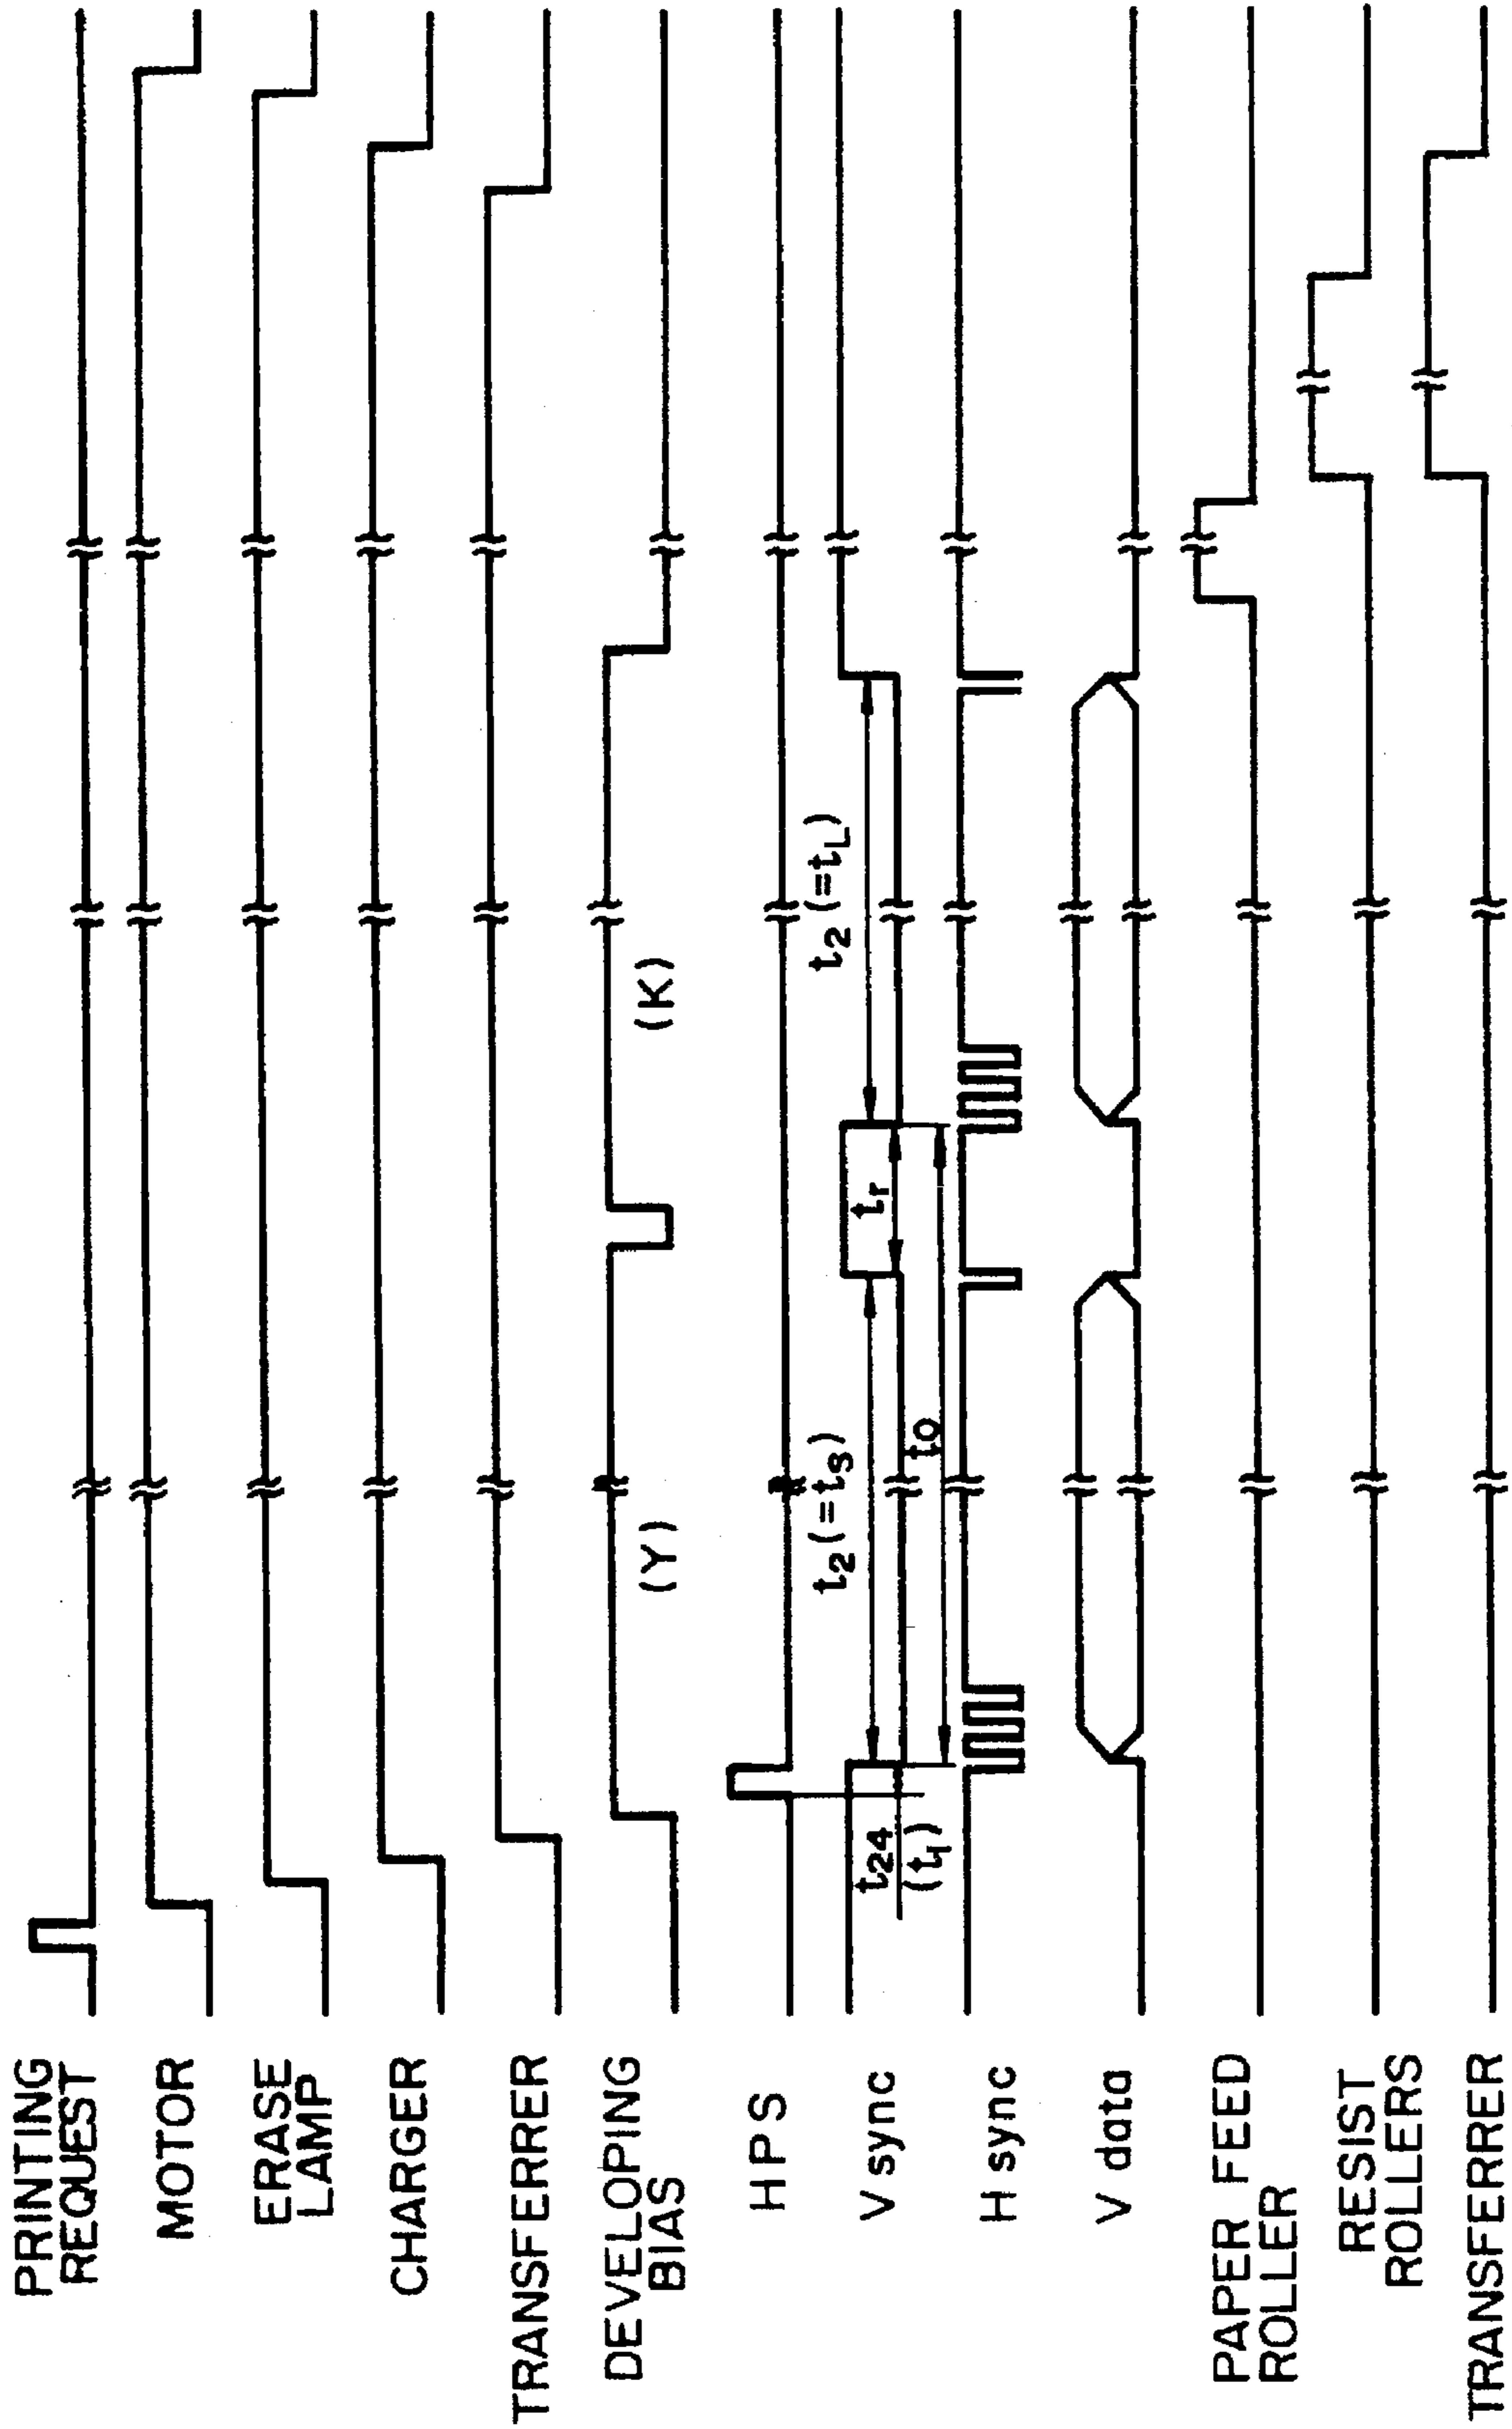 PRINTING
REQUEST
MOTOR
ERASE
LAMP
CHARGER
TRANSFERRER
DEVELOPING
BIAS
(Y)
(K)
HPS
V sync
t24
(t1)
t2 (=ts)
tr
t2 (=tL)
t0
H sync
V data
PAPER FEED
ROLLER
RESIST
ROLLERS
TRANSFERRER